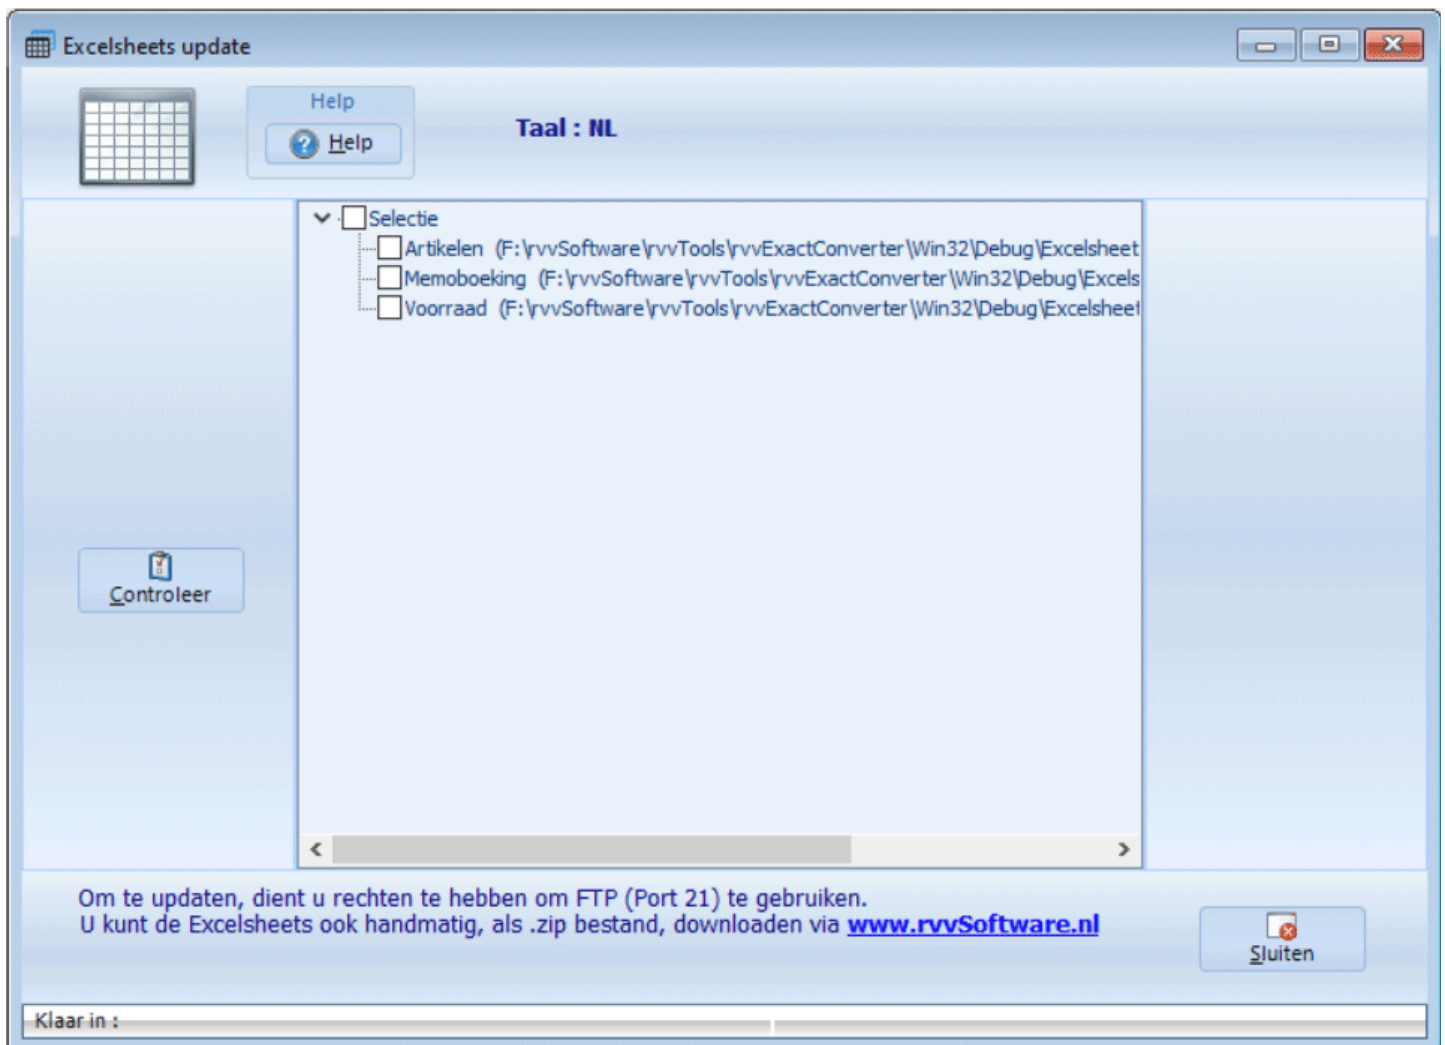 Excelsheets update
Help
Help
Taal : NL
Selectie
Artikelen (F:\rvvSoftware\rvvTools\rvvExactConverter\Win32\Debug\Excelsheet
Memoboeking (F:\rvvSoftware\rvvTools\rvvExactConverter\Win32\Debug\Excels
Voorraad (F:\rvvSoftware\rvvTools\rvvExactConverter\Win32\Debug\Excelsheet
Controleer
Om te updaten, dient u rechten te hebben om FTP (Port 21) te gebruiken.
U kunt de Excelsheets ook handmatig, als .zip bestand, downloaden via www.rvvSoftware.nl
Sluiten
Klaar in :